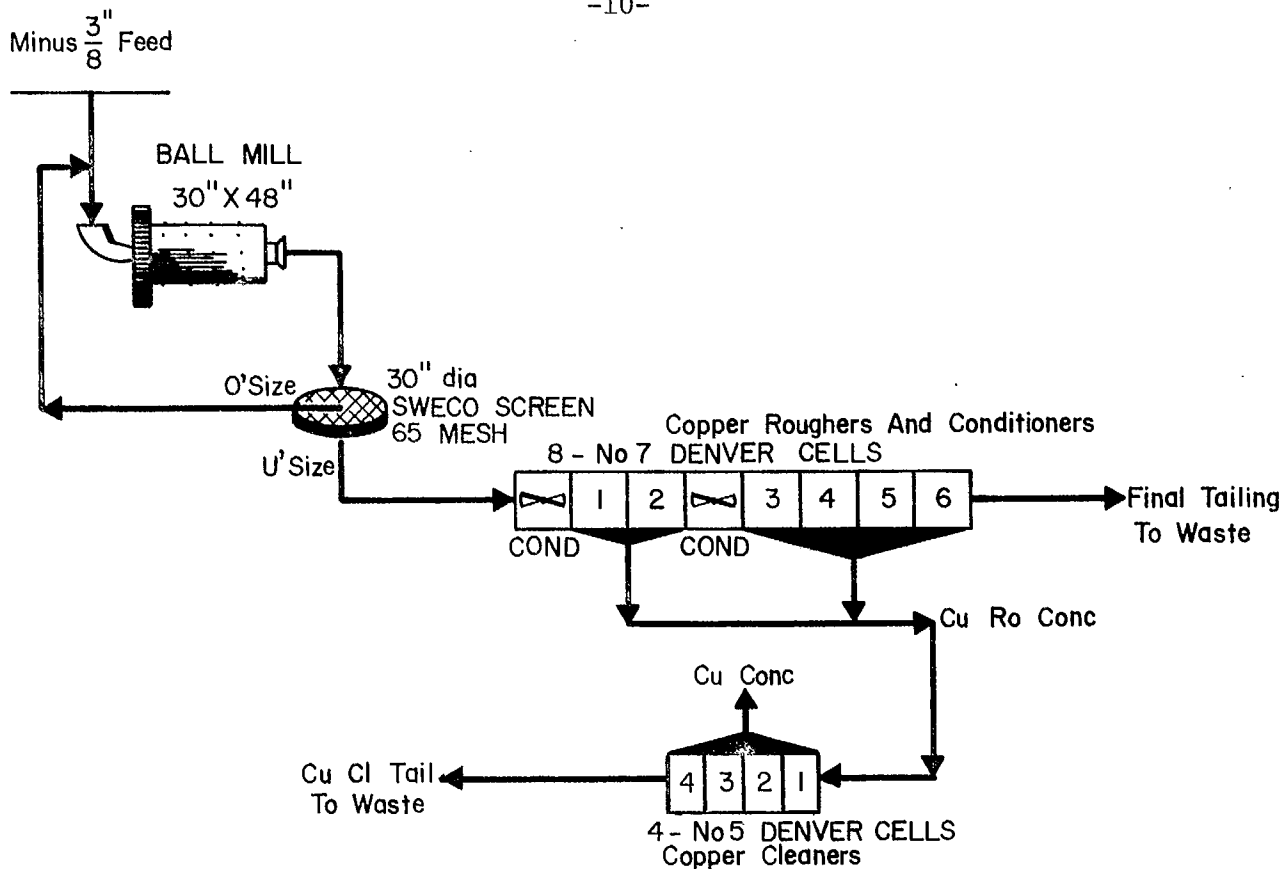 -10-
Minus 3/8" Feed
BALL MILL
30" X 48"
O'Size
30" dia
SWECO SCREEN
65 MESH
U'Size
Copper Roughers And Conditioners
8 - No 7 DENVER CELLS
1 2 3 4 5 6
COND COND
Final Tailing
To Waste
Cu Ro Conc
Cu Conc
Cu Cl Tail
To Waste
4 3 2 1
4 - No 5 DENVER CELLS
Copper Cleaners